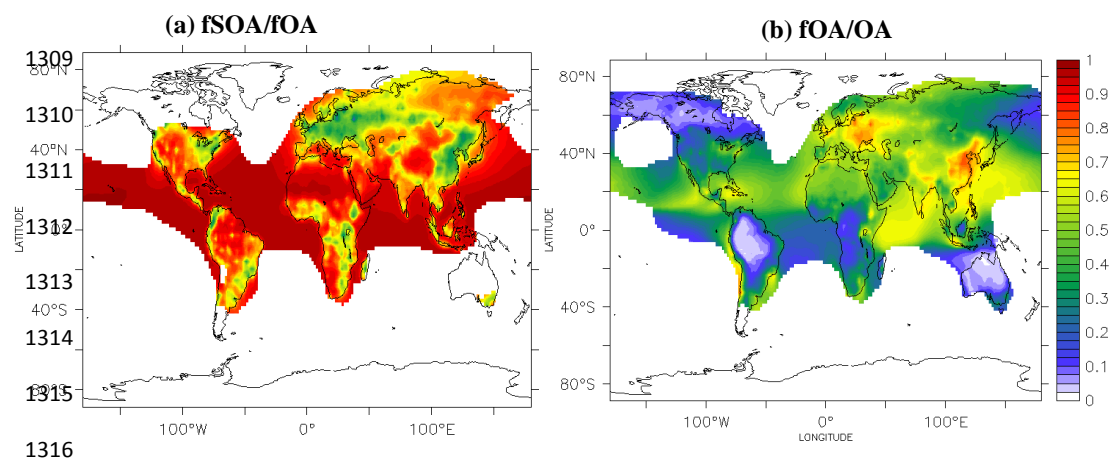 (a) fSOA/fOA
(b) fOA/OA
1309
80°N
1310
40°N
1311
1312
1313
40°S
1314
1315
1316
LATITUDE
100°W
0°
100°E
80°N
40°N
0°
40°S
80°S
LATITUDE
100°W
0°
100°E
LONGITUDE
1
0.9
0.8
0.7
0.6
0.5
0.4
0.3
0.2
0.1
0